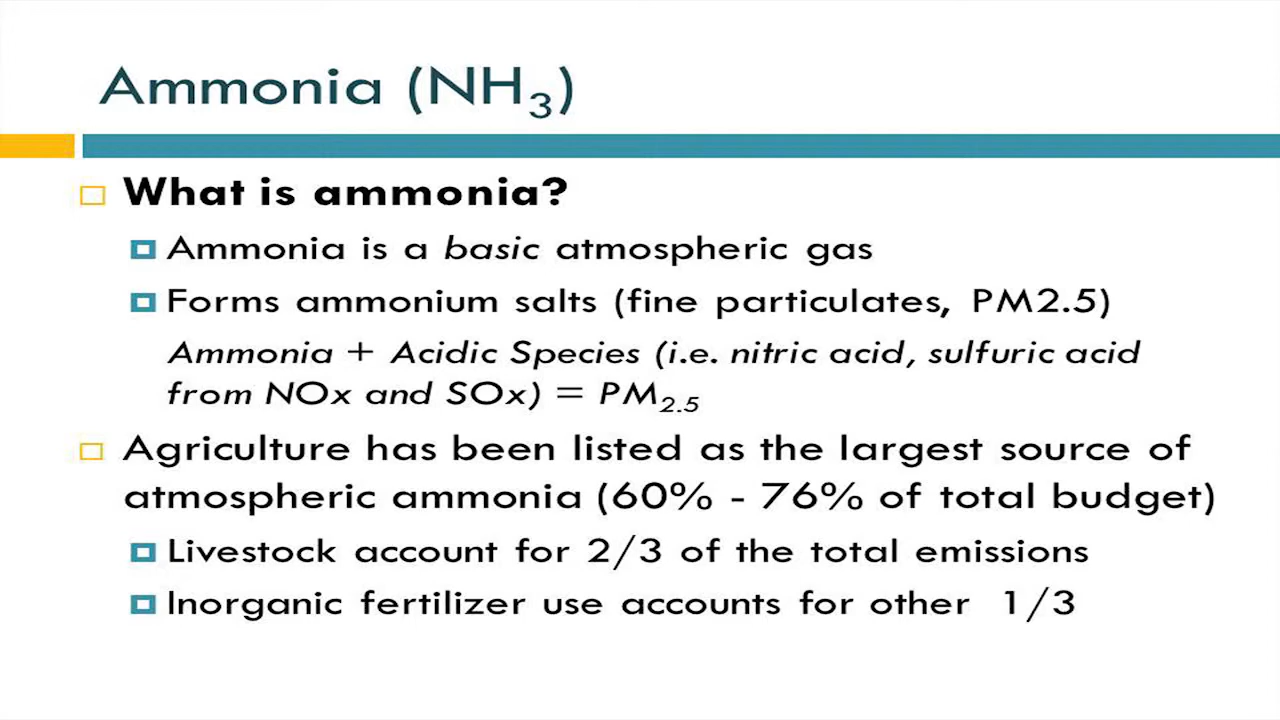 Ammonia (NH₃)
What is ammonia?
Ammonia is a basic atmospheric gas
Forms ammonium salts (fine particulates, PM2.5)
Ammonia + Acidic Species (i.e. nitric acid, sulfuric acid
from NOx and SOx) = PM₂.₅
Agriculture has been listed as the largest source of
atmospheric ammonia (60% - 76% of total budget)
Livestock account for 2/3 of the total emissions
Inorganic fertilizer use accounts for other 1/3